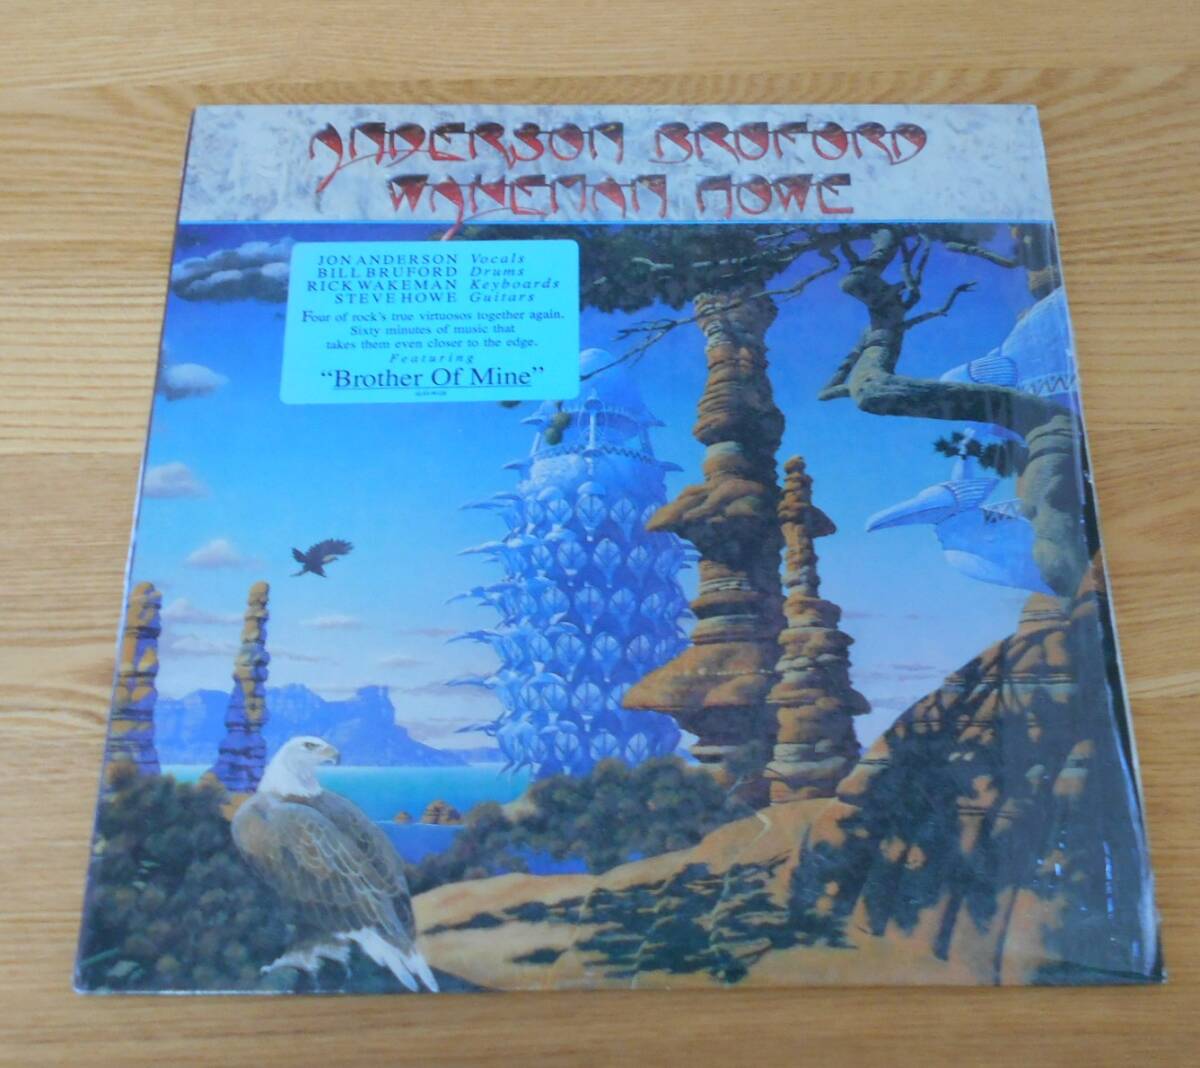 ANDERSON BRUFORD
WAKEMAN HOWE
JON ANDERSON Vocals
BILL BRUFORD Drums
RICK WAKEMAN Keyboards
STEVE HOWE Guitars
Four of rock's true virtuosos together again.
Sixty minutes of music that
takes them even closer to the edge.
Featuring
"Brother Of Mine"